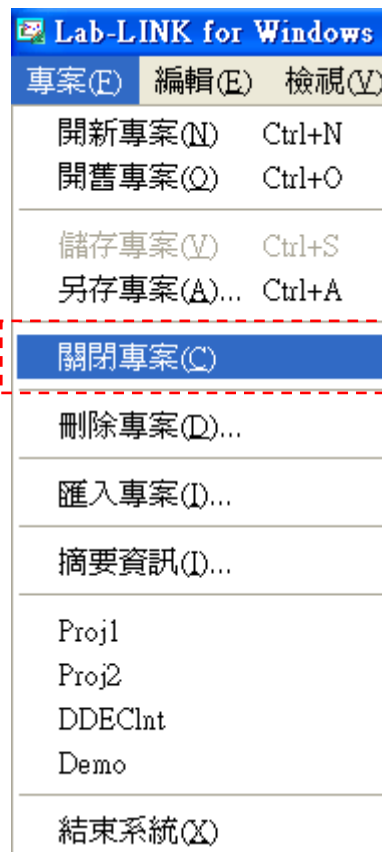 Lab-LINK for Windows
專案(F) 編輯(E) 檢視(V)
開新專案(N) Ctrl+N
開舊專案(O) Ctrl+O
儲存專案(V) Ctrl+S
另存專案(A)... Ctrl+A
關閉專案(C)
刪除專案(D)...
匯入專案(I)...
摘要資訊(I)...
Proj1
Proj2
DDEClnt
Demo
結束系統(X)